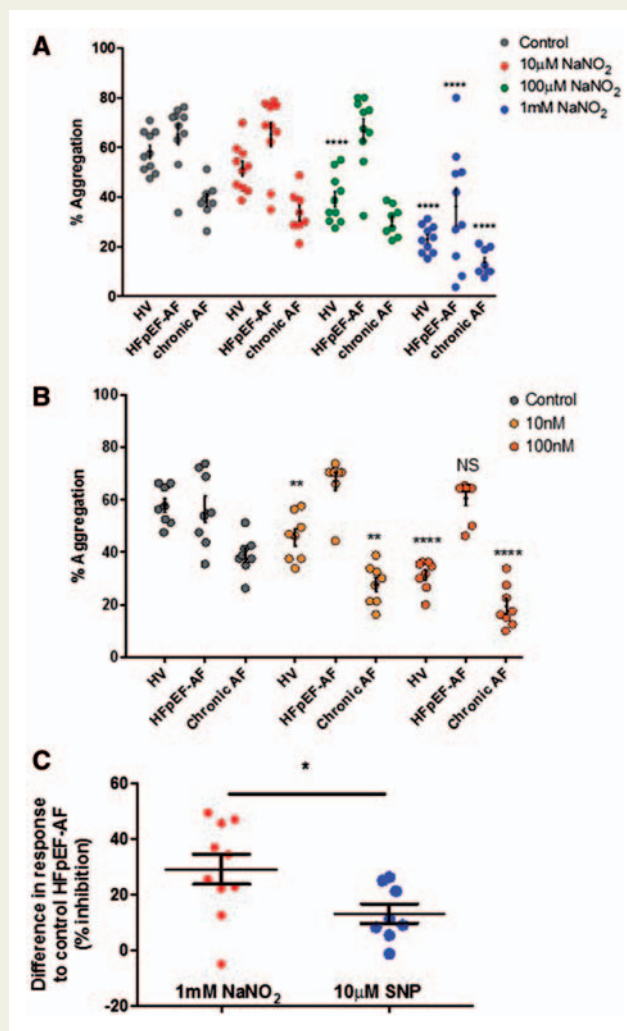 A
Control
10µM NaNO₂
100µM NaNO₂
1mM NaNO₂
% Aggregation
80
60
40
20
0
****
****
****
****
HV
HFpEF-AF
chronic AF
HV
HFpEF-AF
chronic AF
HV
HFpEF-AF
chronic AF
HV
HFpEF-AF
chronic AF
B
Control
10nM
100nM
% Aggregation
100
80
60
40
20
0
**
**
****
NS
****
HV
HFpEF-AF
Chronic AF
HV
HFpEF-AF
Chronic AF
HV
HFpEF-AF
Chronic AF
C
Difference in response
to control HFpEF-AF
(% inhibition)
60
40
20
0
-20
*
1mM NaNO₂
10µM SNP